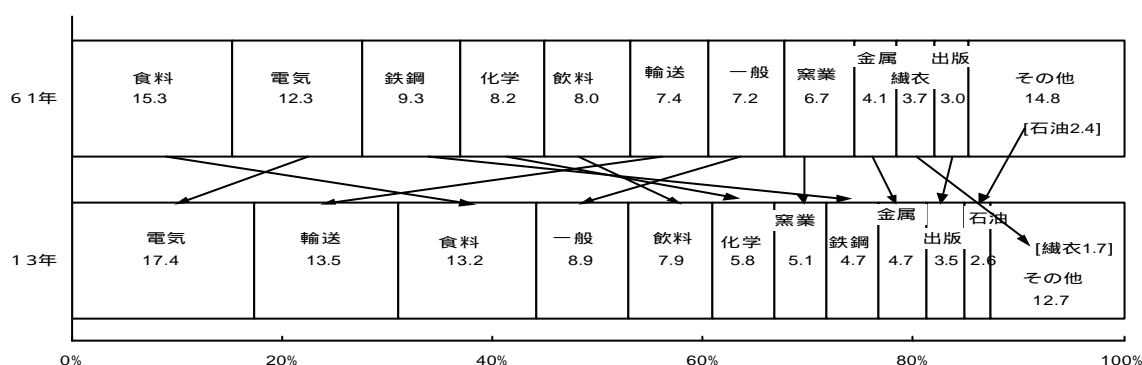 食料 電気 鉄鋼 化学 飲料 輸送 一般 窯業 金属 繊衣 出版 その他
61年 15.3 12.3 9.3 8.2 8.0 7.4 7.2 6.7 4.1 3.7 3.0 14.8
[石油2.4]
電気 輸送 食料 一般 飲料 化学 窯業 鉄鋼 金属 出版 石油 [繊衣1.7]
13年 17.4 13.5 13.2 8.9 7.9 5.8 5.1 4.7 4.7 3.5 2.6 その他
12.7
0% 20% 40% 60% 80% 100%